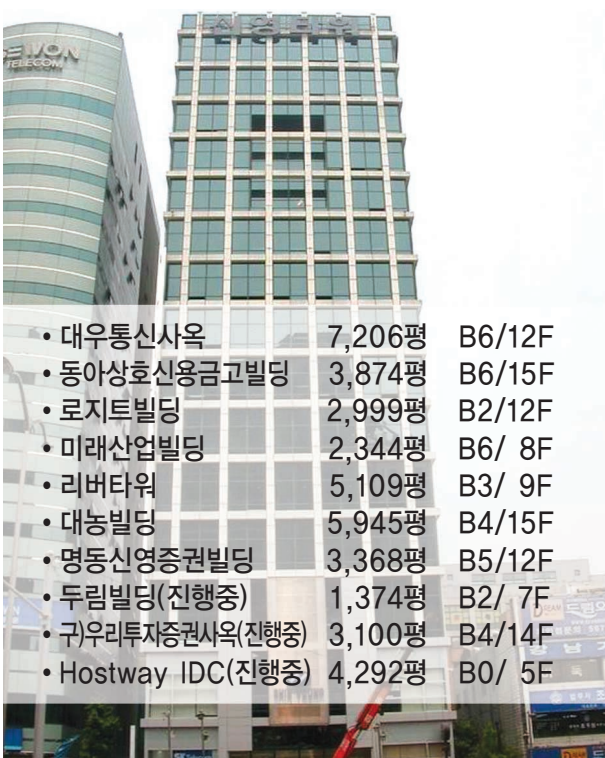 신영타워
SEWON
TELECOM
• 대우통신사옥 7,206평 B6/12F
• 동아상호신용금고빌딩 3,874평 B6/15F
• 로지트빌딩 2,999평 B2/12F
• 미래산업빌딩 2,344평 B6/ 8F
• 리버타워 5,109평 B3/ 9F
• 대농빌딩 5,945평 B4/15F
• 명동신영증권빌딩 3,368평 B5/12F
• 두림빌딩(진행중) 1,374평 B2/ 7F
• 구)우리투자증권사옥(진행중) 3,100평 B4/14F
• Hostway IDC(진행중) 4,292평 B0/ 5F